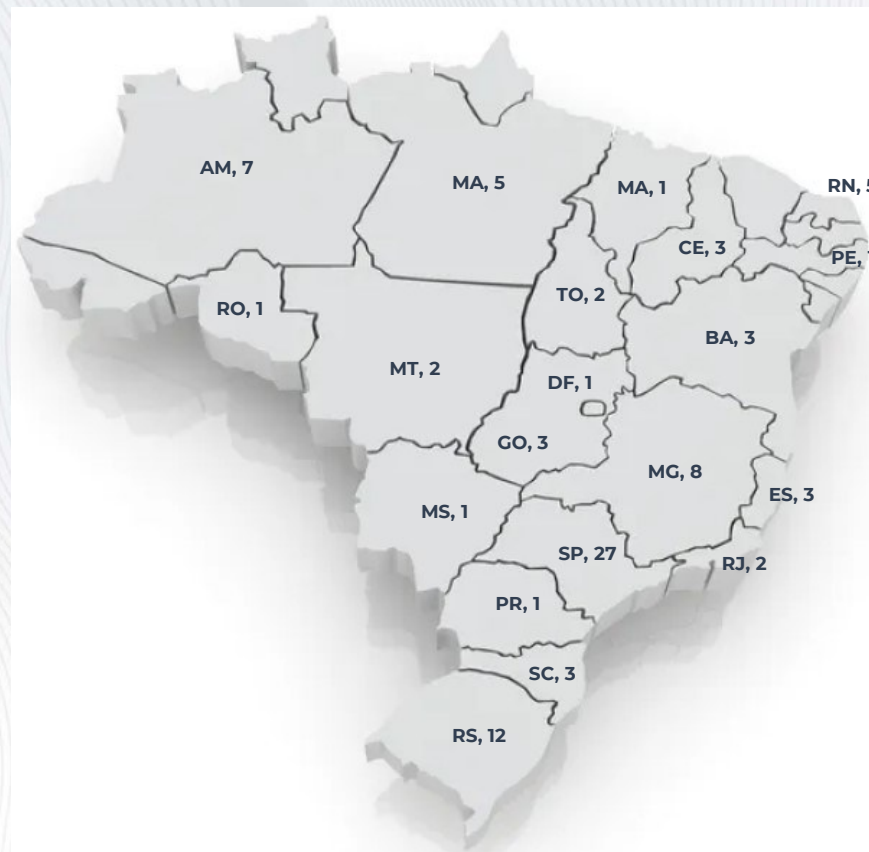 AM, 7
MA, 5
MA, 1
RN, 5
CE, 3
PE,
TO, 2
RO, 1
BA, 3
MT, 2
DF, 1
GO, 3
MG, 8
ES, 3
MS, 1
SP, 27
RJ, 2
PR, 1
SC, 3
RS, 12